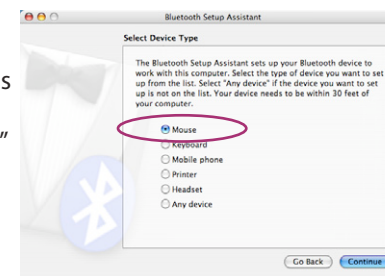 Bluetooth Setup Assistant
Select Device Type
The Bluetooth Setup Assistant sets up your Bluetooth device to
work with this computer. Select the type of device you want to set
up from the list. Select "Any device" if the device you want to set
up is not on the list. Your device needs to be within 30 feet of
your computer.
s
"
Mouse
Keyboard
Mobile phone
Printer
Headset
Any device
Go Back
Continue